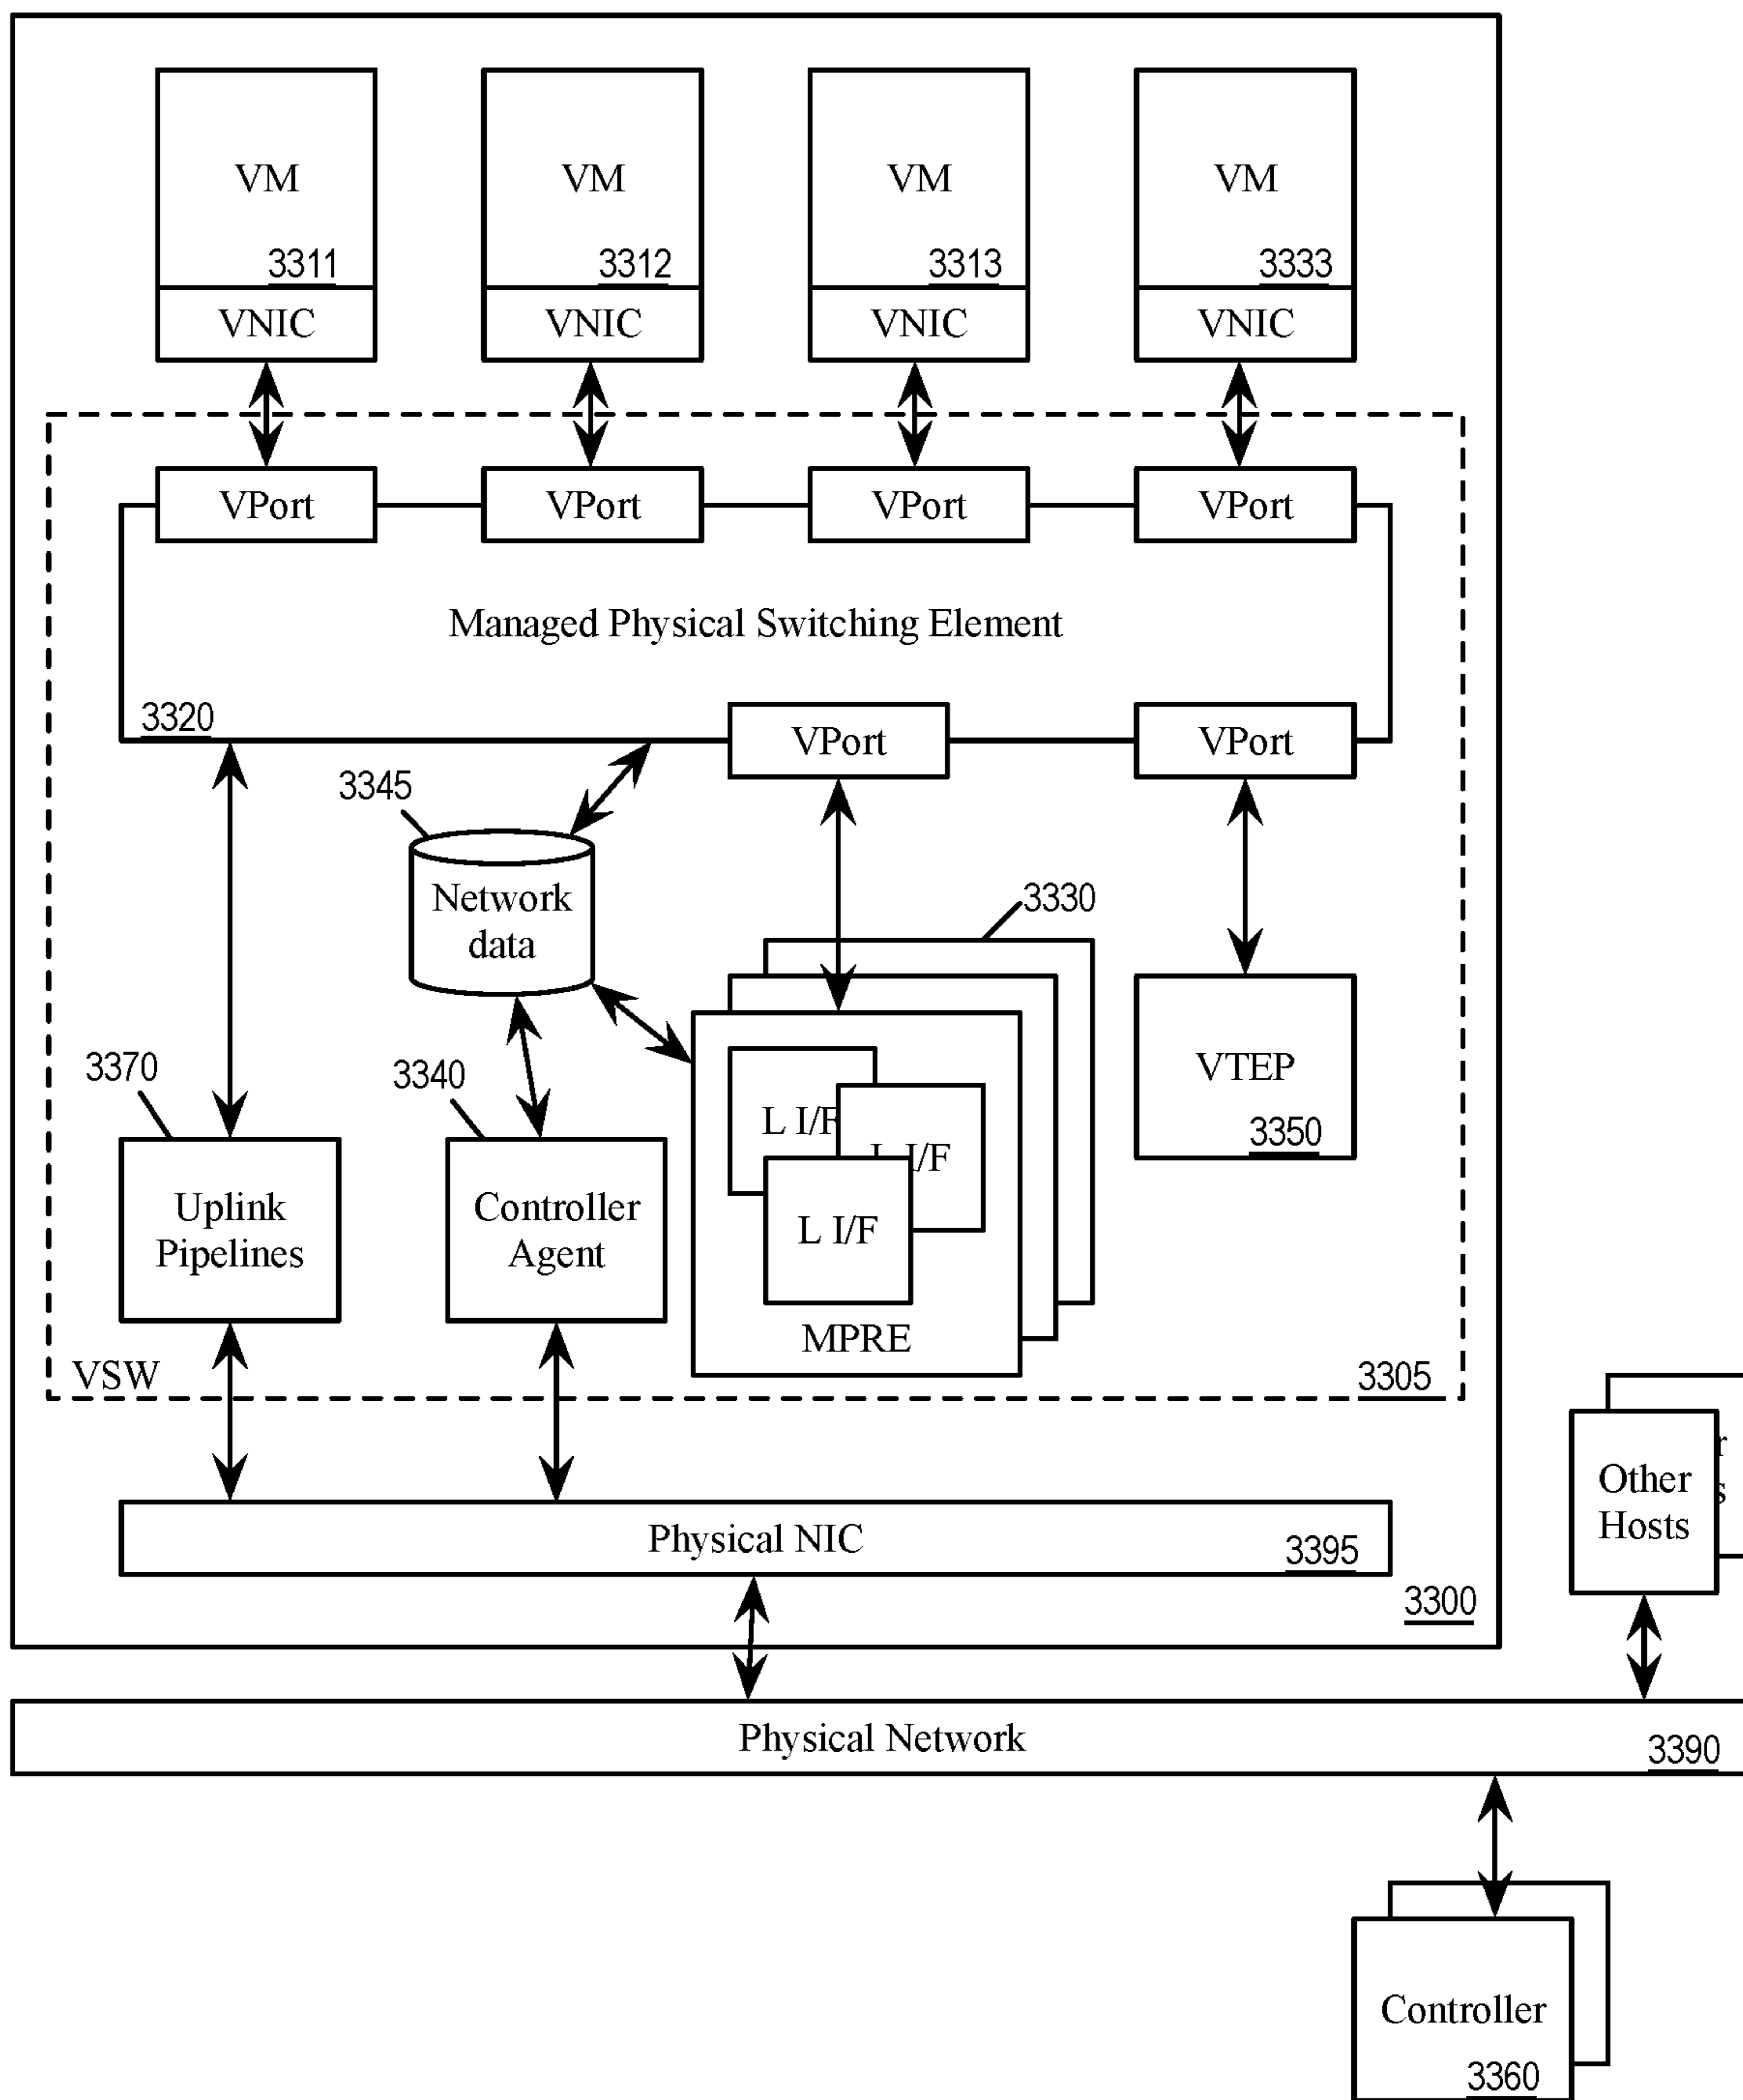 VM
VM
VM
VM
3311
3312
3313
3333
VNIC
VNIC
VNIC
VNIC
VPort
VPort
VPort
VPort
Managed Physical Switching Element
3320
VPort
VPort
3345
Network
data
3330
3370
3340
L I/F
I/F
VTEP
3350
Uplink
Pipelines
Controller
Agent
L I/F
MPRE
VSW
3305
Other
Hosts
r
s
Physical NIC
3395
3300
Physical Network
3390
Controller
3360